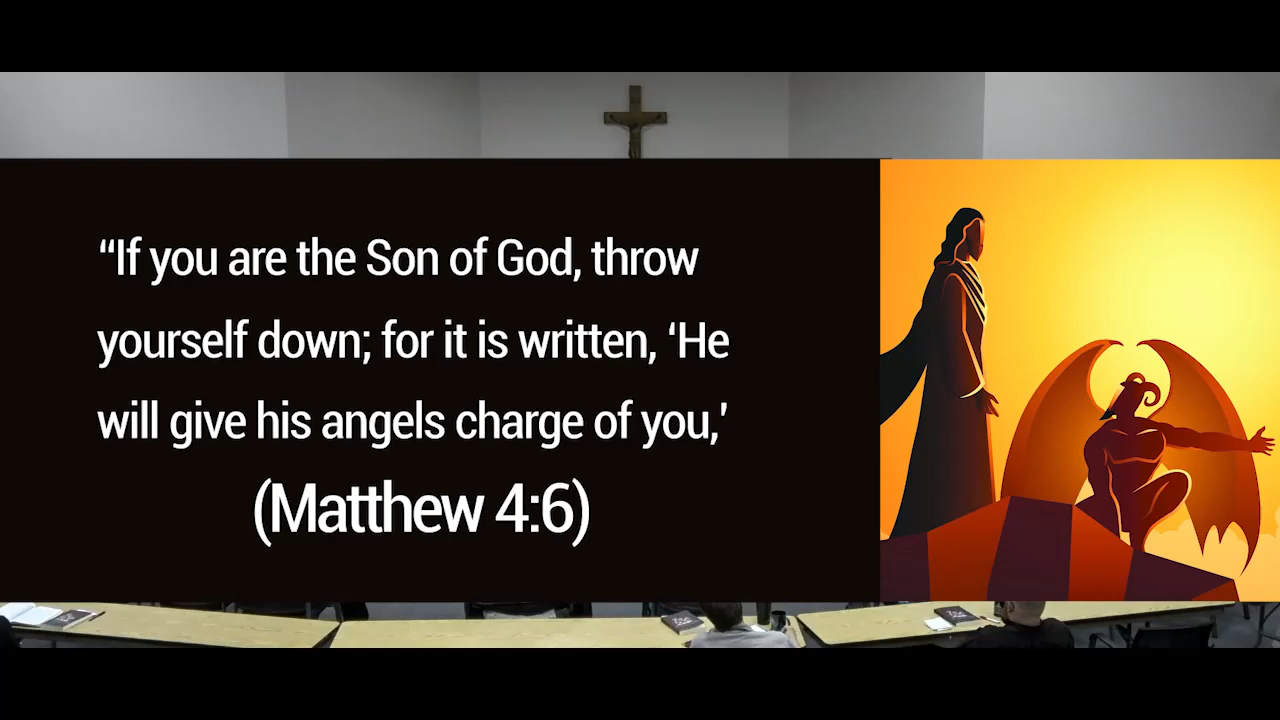 “If you are the Son of God, throw
yourself down; for it is written, ‘He
will give his angels charge of you,’
(Matthew 4:6)